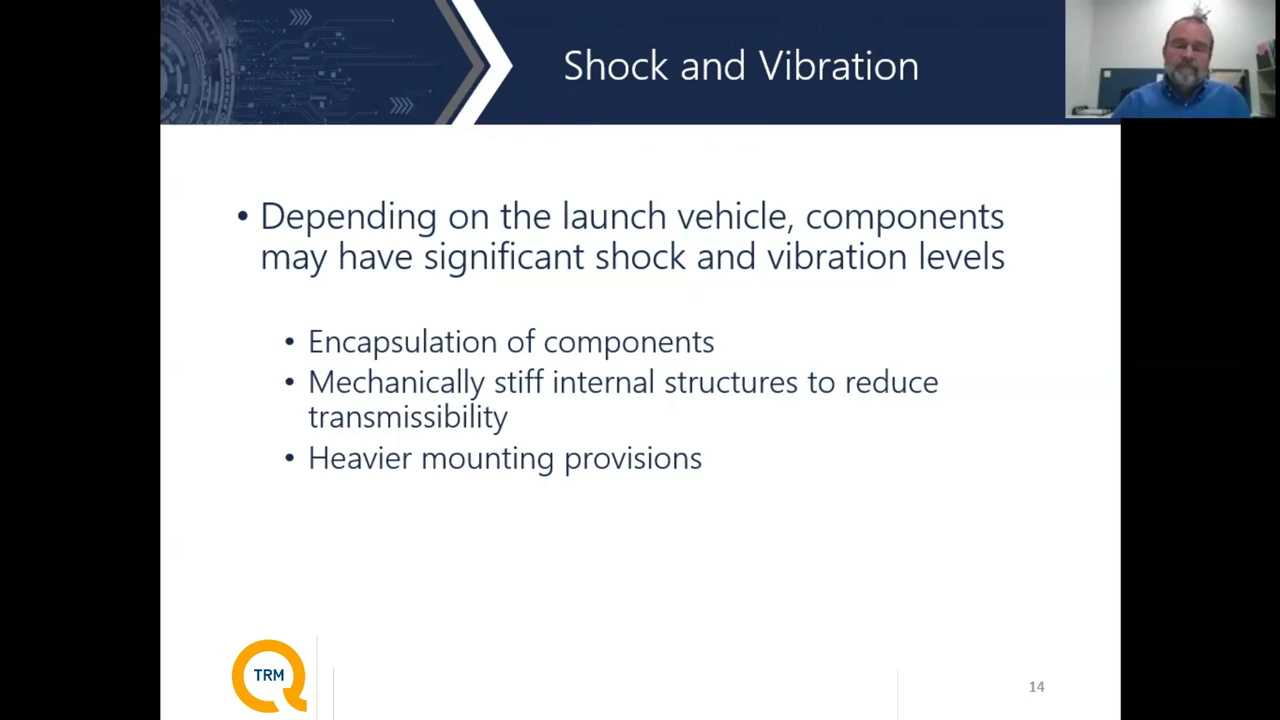 Shock and Vibration
• Depending on the launch vehicle, components
may have significant shock and vibration levels
• Encapsulation of components
• Mechanically stiff internal structures to reduce
transmissibility
• Heavier mounting provisions
TRM
14